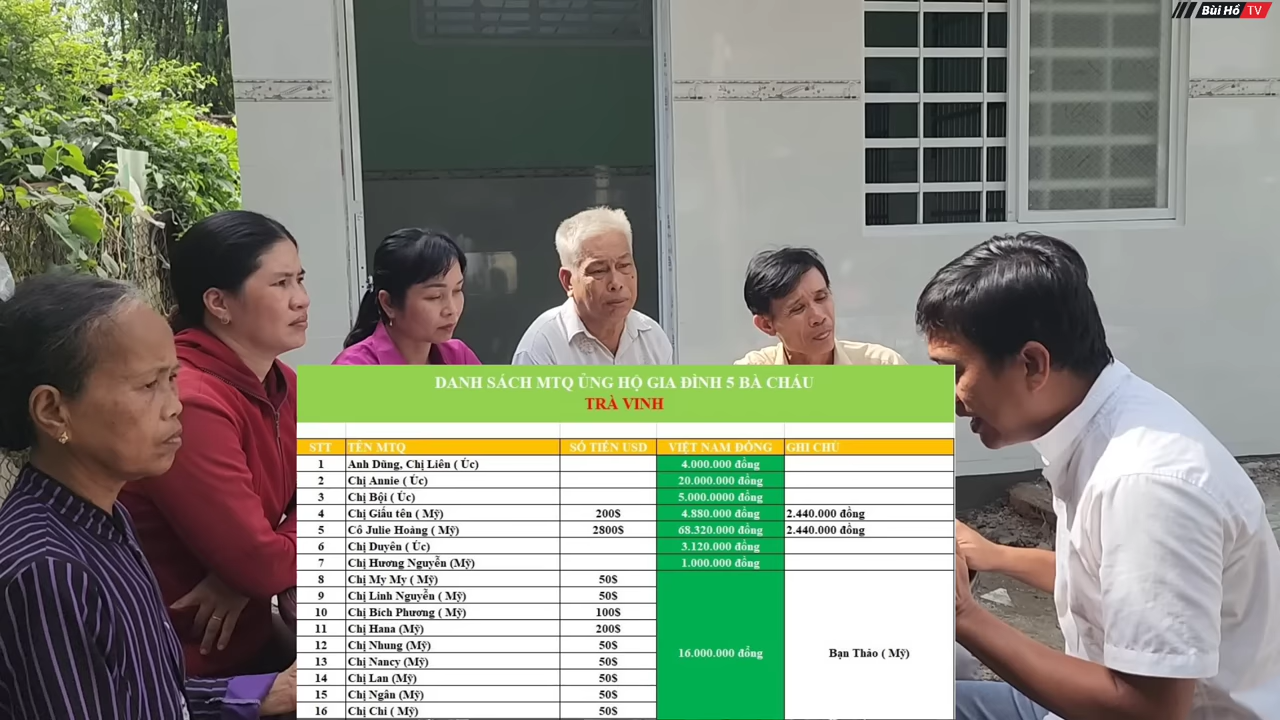 Bùi Hồ TV
DANH SÁCH MTQ ỦNG HỘ GIA ĐÌNH 5 BÀ CHÁU
TRÀ VINH
STT TÊN MTQ SỐ TIỀN USD VIỆT NAM ĐỒNG GHI CHÚ
1 Anh Dũng, Chị Liên ( Úc) 4.000.000 đồng
2 Chị Annie ( Úc) 20.000.000 đồng
3 Chị Bội ( Úc) 5.000.0000 đồng
4 Chị Giấu tên ( Mỹ) 200$ 4.880.000 đồng 2.440.000 đồng
5 Cô Julie Hoàng ( Mỹ) 2800$ 68.320.000 đồng 2.440.000 đồng
6 Chị Duyên ( Úc) 3.120.000 đồng
7 Chị Hương Nguyễn (Mỹ) 1.000.000 đồng
8 Chị My My ( Mỹ) 50$
9 Chị Linh Nguyễn ( Mỹ) 50$
10 Chị Bích Phương ( Mỹ) 100$
11 Chị Hana (Mỹ) 200$
12 Chị Nhung (Mỹ) 50$ 16.000.000 đồng Bạn Thảo ( Mỹ)
13 Chị Nancy (Mỹ) 50$
14 Chị Lan (Mỹ) 50$
15 Chị Ngân (Mỹ) 50$
16 Chị Chi ( Mỹ) 50$